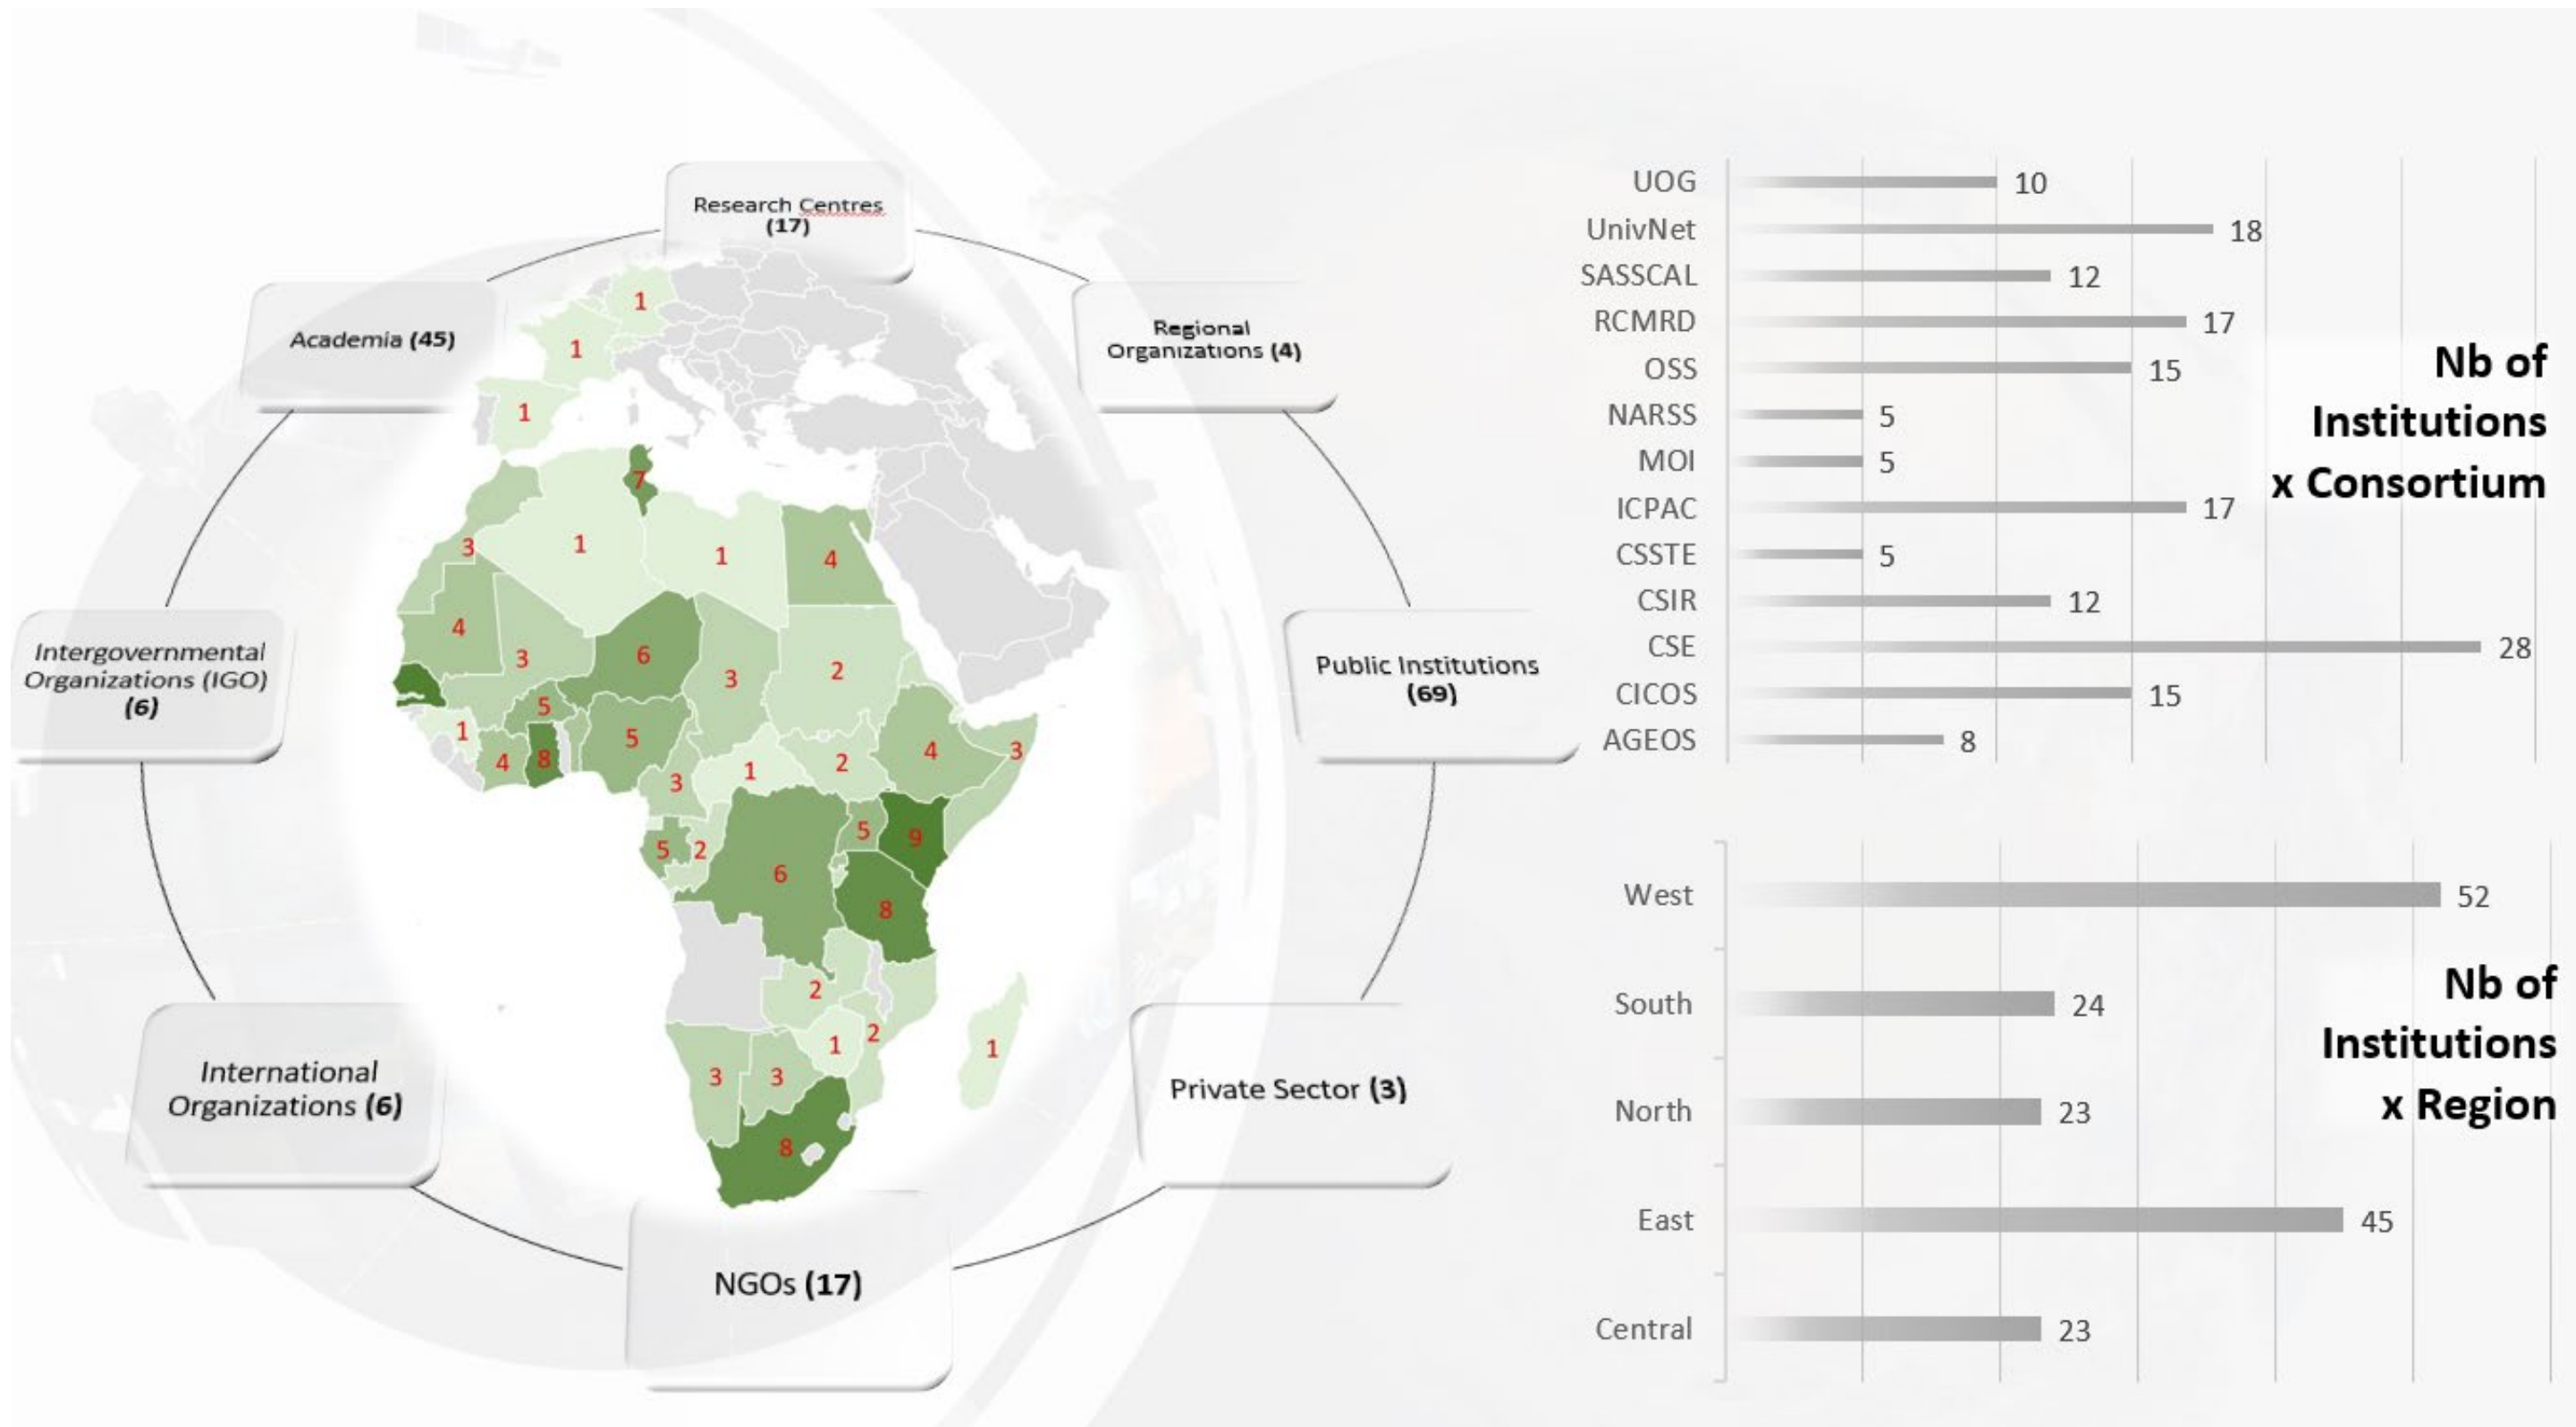 Research Centres
(17)
Academia (45)
Regional
Organizations (4)
Intergovernmental
Organizations (IGO)
(6)
Public Institutions
(69)
International
Organizations (6)
Private Sector (3)
NGOs (17)
1
1
1
7
3
1
1
4
4
3
6
3
2
5
1
4
8
5
3
1
2
4
3
5
2
6
5
9
8
2
2
1
3
3
1
8
UOG 10
UnivNet 18
SASSCAL 12
RCMRD 17
OSS 15
NARSS 5
MOI 5
ICPAC 17
CSSTE 5
CSIR 12
CSE 28
CICOS 15
AGEOS 8
Nb of
Institutions
x Consortium
West 52
South 24
North 23
East 45
Central 23
Nb of
Institutions
x Region